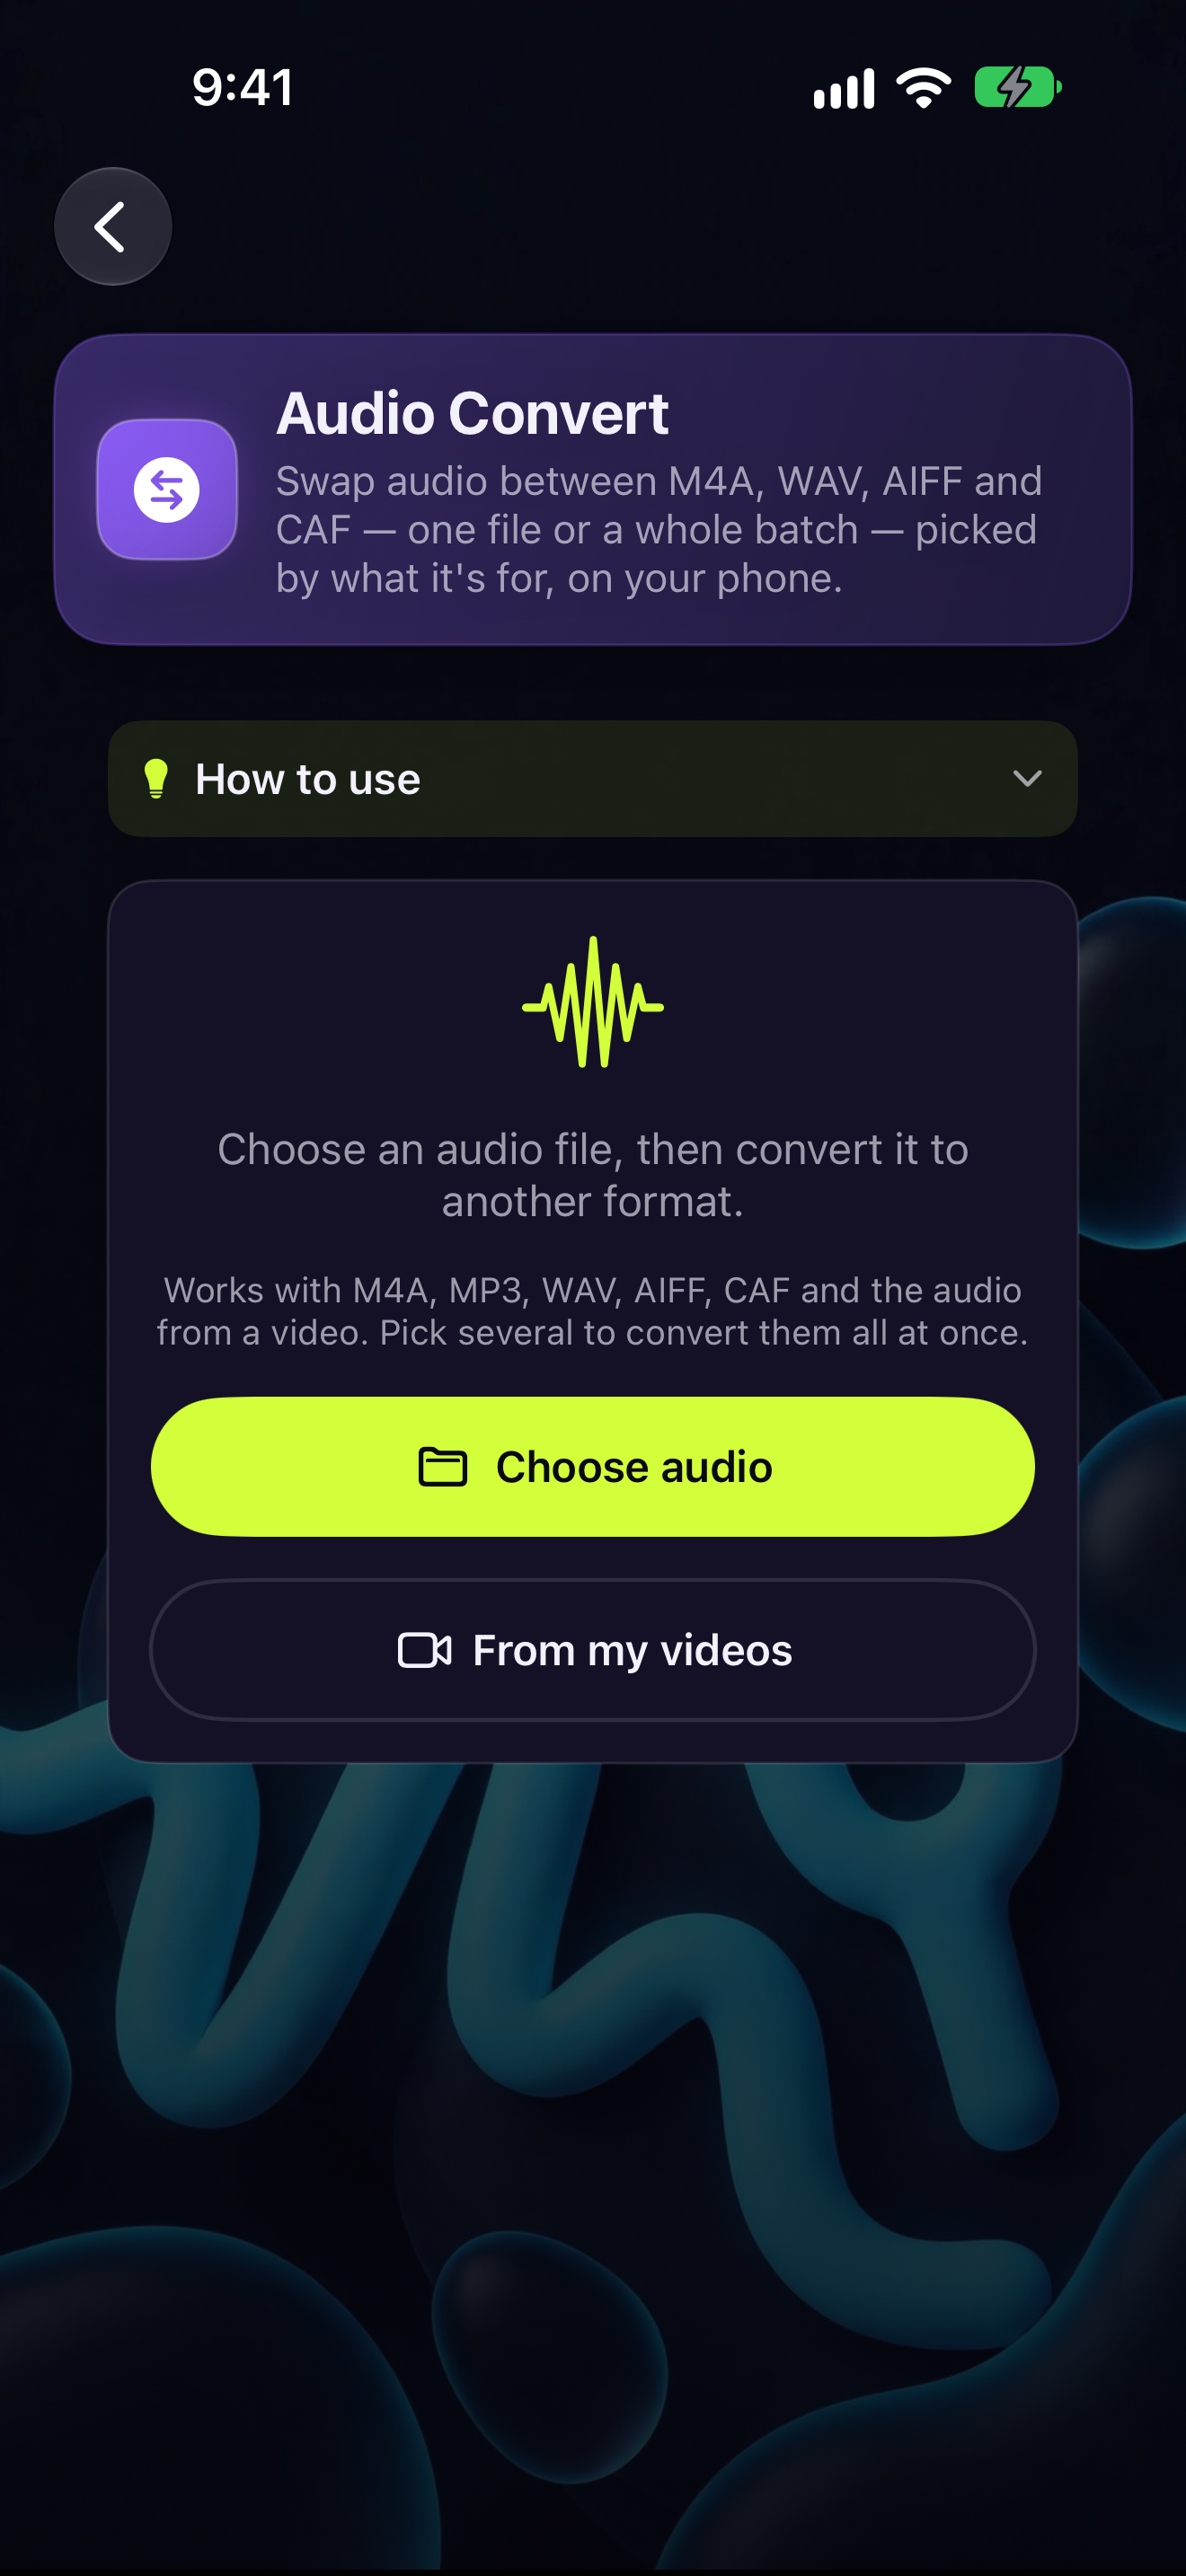 9:41
Audio Convert
Swap audio between M4A, WAV, AIFF and
CAF — one file or a whole batch — picked
by what it's for, on your phone.
How to use
Choose an audio file, then convert it to
another format.
Works with M4A, MP3, WAV, AIFF, CAF and the audio
from a video. Pick several to convert them all at once.
Choose audio
From my videos